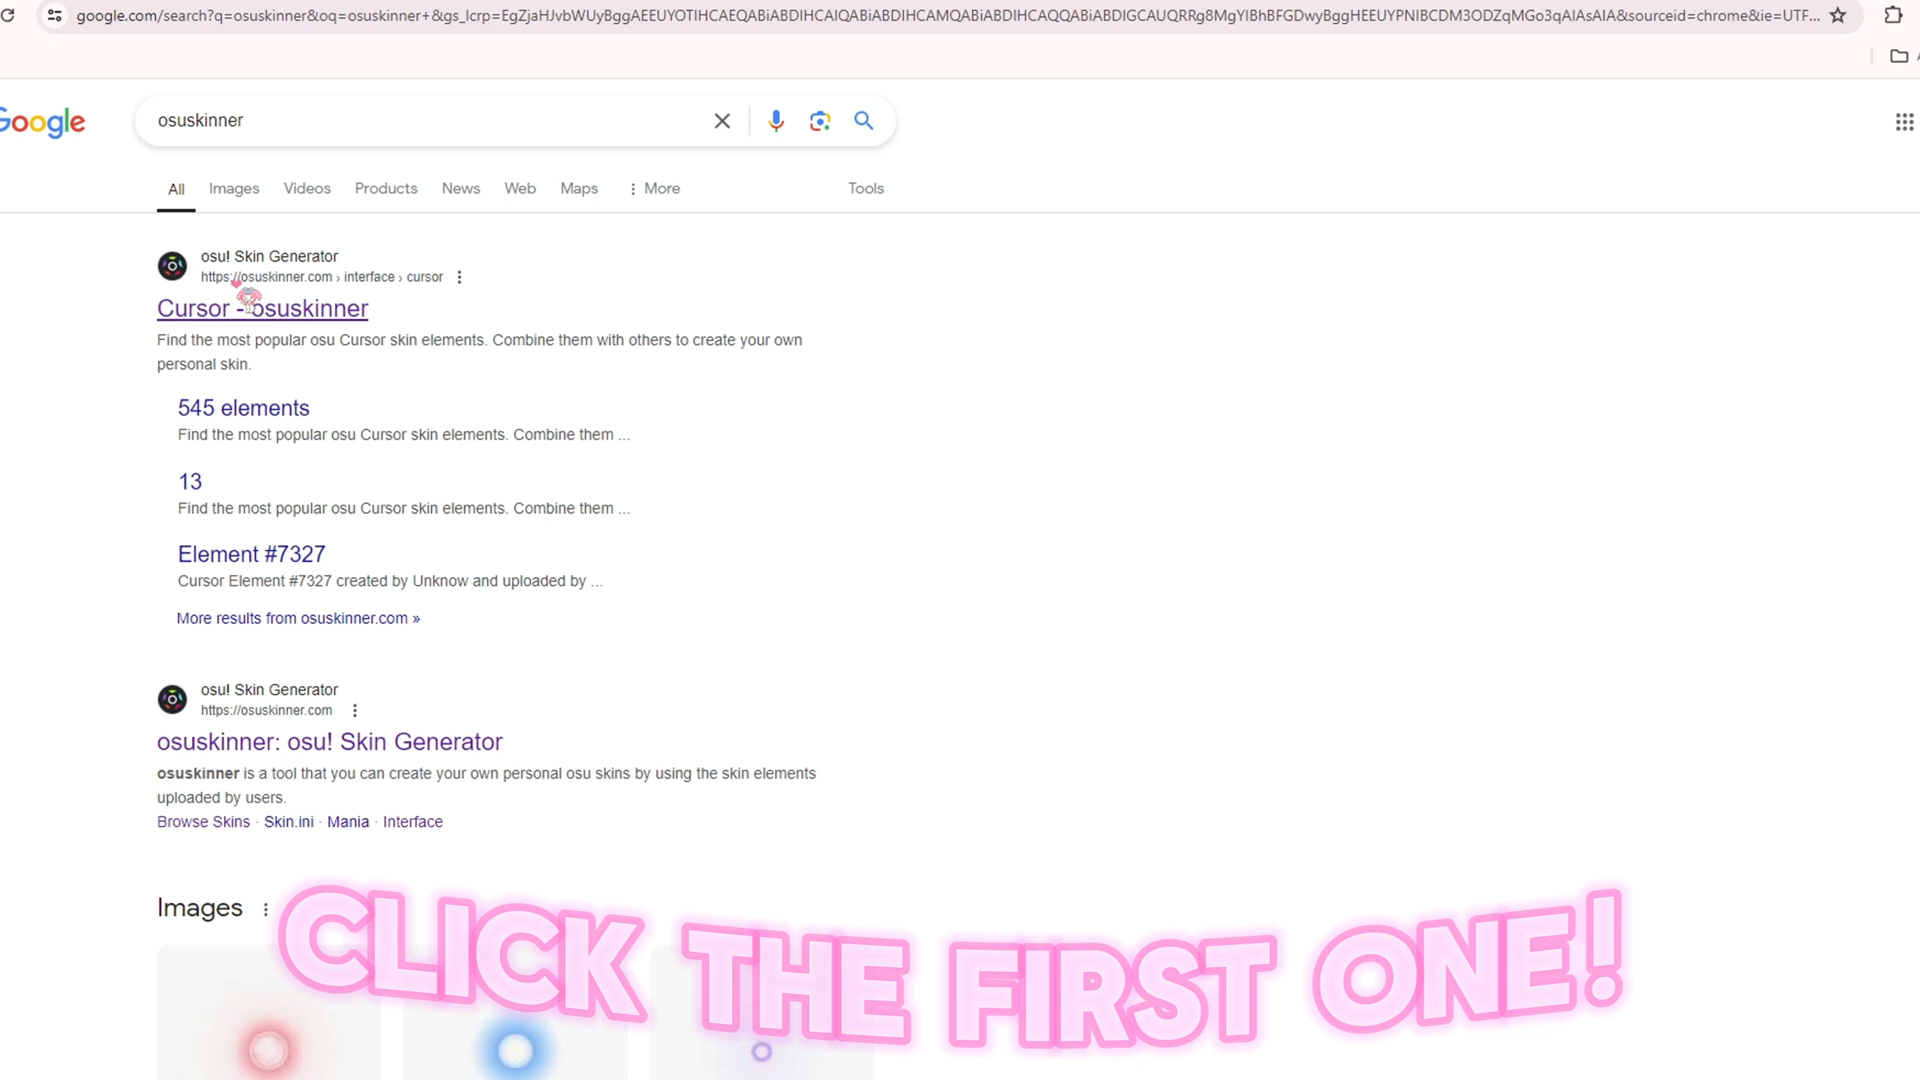 google.com/search?q=osuskinner&oq=osuskinner+&gs_lcrp=EgZjaHJvbWUyBggAEEUYOTIHCAEQABiABDIHCAIQABiABDIHCAMQABiABDIHCAQQABiABDIGCAUQRRg8MgYIBhBFGDwyBggHEEUYPNIBCDM3ODZqMGo3qAIAsAIA&sourceid=chrome&ie=UTF...
Google
osuskinner
All Images Videos Products News Web Maps More Tools
osu! Skin Generator
https://osuskinner.com › interface › cursor
Cursor - osuskinner
Find the most popular osu Cursor skin elements. Combine them with others to create your own
personal skin.
545 elements
Find the most popular osu Cursor skin elements. Combine them ...
13
Find the most popular osu Cursor skin elements. Combine them ...
Element #7327
Cursor Element #7327 created by Unknow and uploaded by ...
More results from osuskinner.com »
osu! Skin Generator
https://osuskinner.com
osuskinner: osu! Skin Generator
osuskinner is a tool that you can create your own personal osu skins by using the skin elements
uploaded by users.
Browse Skins · Skin.ini · Mania · Interface
Images
CLICK THE FIRST ONE!